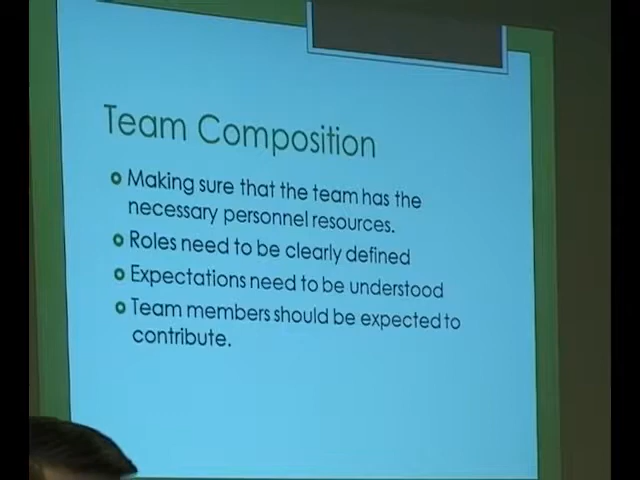 Team Composition
Making sure that the team has the
necessary personnel resources.
Roles need to be clearly defined
Expectations need to be understood
Team members should be expected to
contribute.